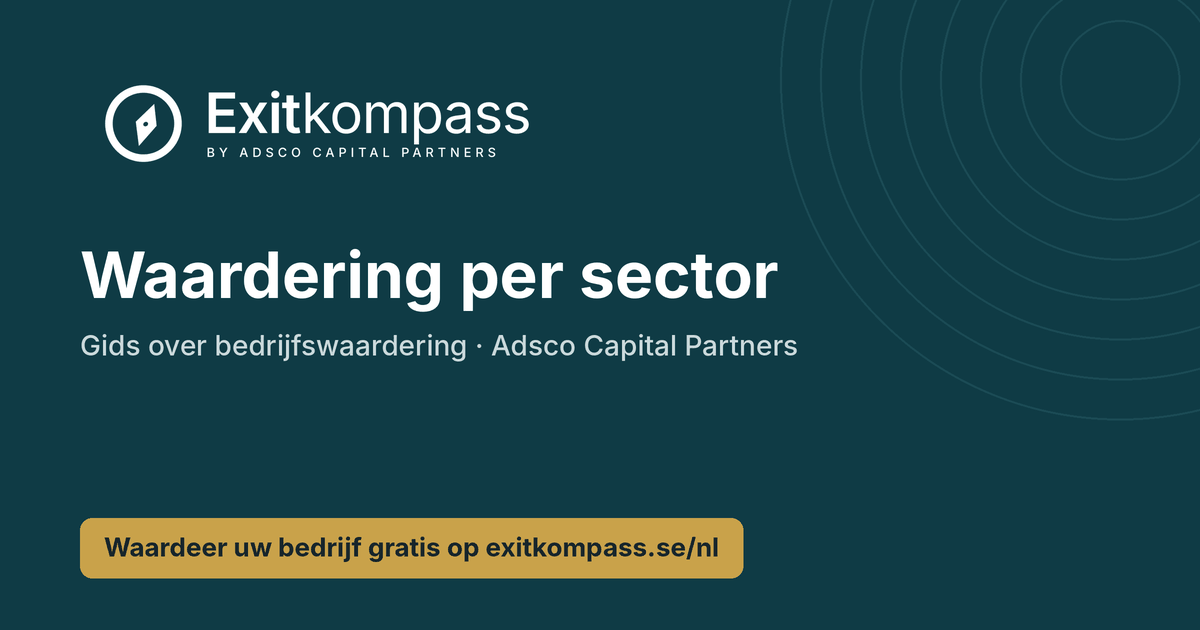 Exitkompass
BY ADSCO CAPITAL PARTNERS
Waardering per sector
Gids over bedrijfswaardering · Adsco Capital Partners
Waardeer uw bedrijf gratis op exitkompass.se/nl